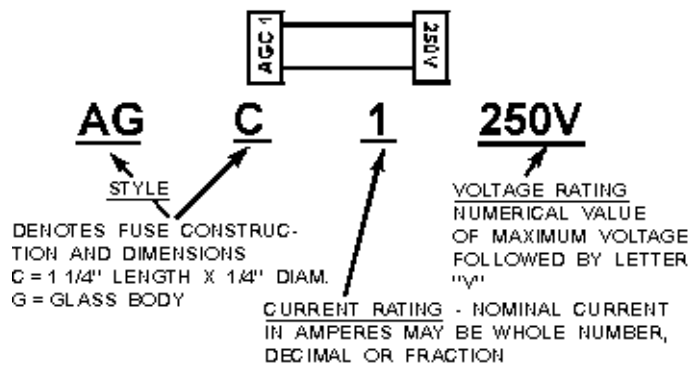 AGC 1
250V
AG C 1 250V
STYLE
DENOTES FUSE CONSTRUC-
TION AND DIMENSIONS
C = 1 1/4" LENGTH X 1/4" DIAM.
G = GLASS BODY
VOLTAGE RATING
NUMERICAL VALUE
OF MAXIMUM VOLTAGE
FOLLOWED BY LETTER
"V"
CURRENT RATING - NOMINAL CURRENT
IN AMPERES MAY BE WHOLE NUMBER,
DECIMAL OR FRACTION